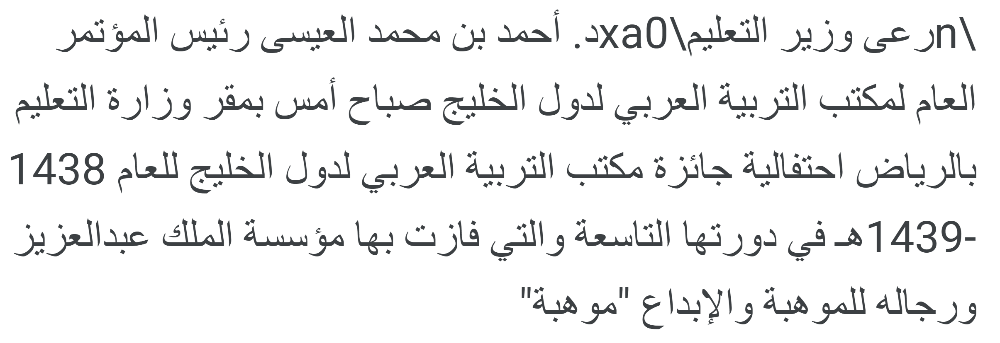 \nرعى وزير التعليم\xa0د. أحمد بن محمد العيسى رئيس المؤتمر
العام لمكتب التربية العربي لدول الخليج صباح أمس بمقر وزارة التعليم
بالرياض احتفالية جائزة مكتب التربية العربي لدول الخليج للعام 1438
-1439هـ في دورتها التاسعة والتي فازت بها مؤسسة الملك عبدالعزيز
ورجاله للموهبة والإبداع "موهبة"